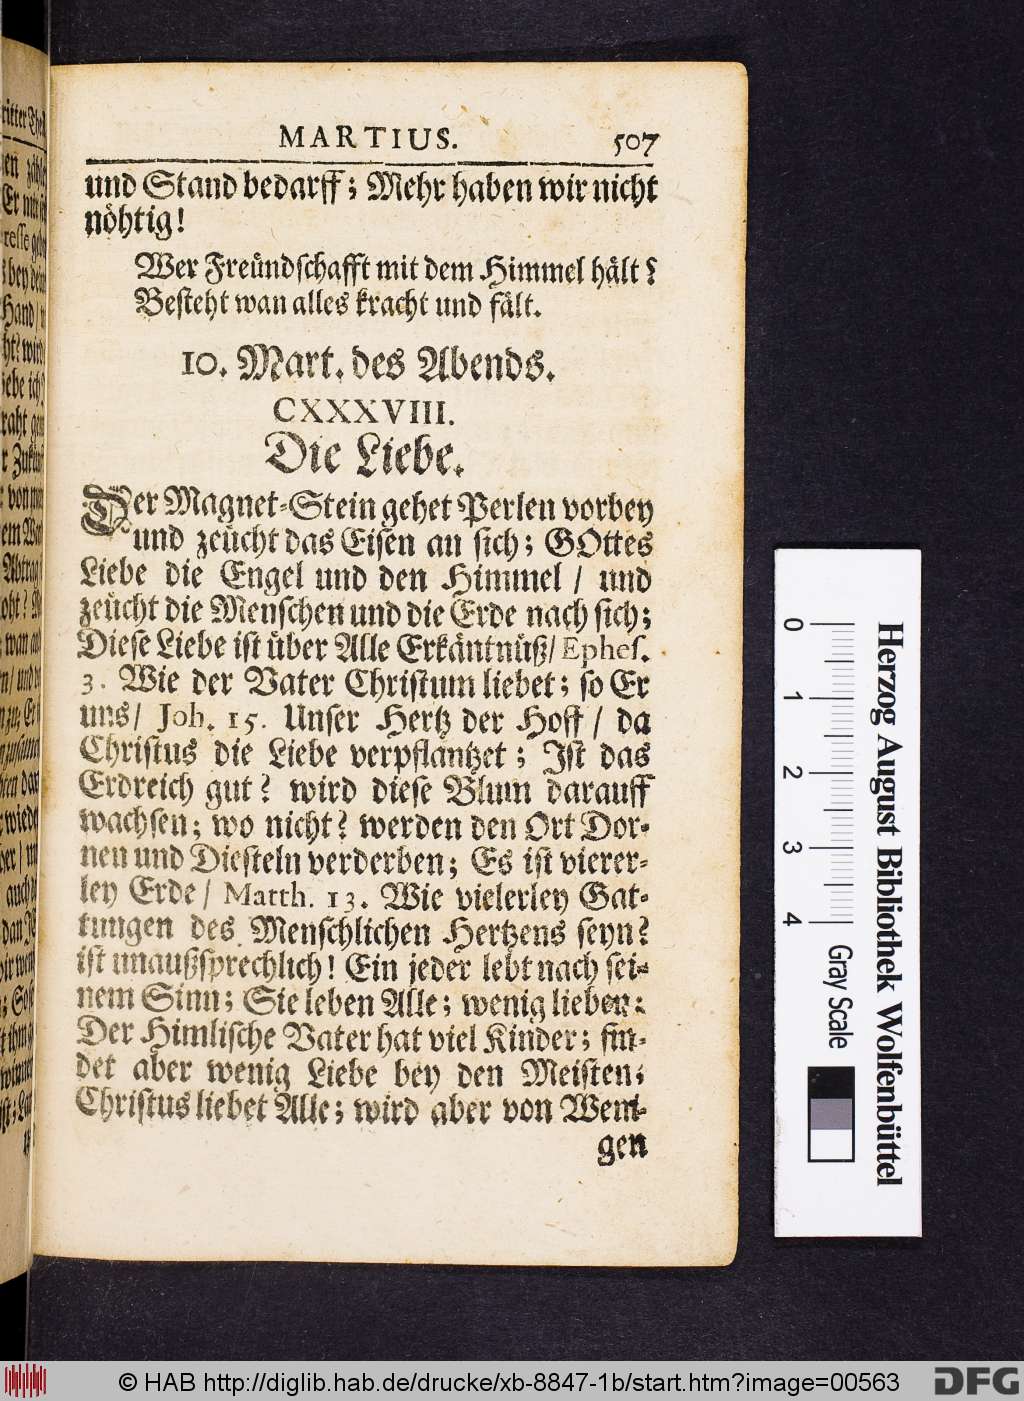 MARTIUS. 507
und Stand bedarff; Mehr haben wir nicht
nöhtig!
Wer Freündschafft mit dem Himmel hält?
Besteht wan alles kracht und fält.
10. Mart. des Abends.
CXXXVIII.
Die Liebe.
Der Magnet-Stein gehet Perlen vorbey
und zeücht das Eisen an sich; GOttes
Liebe die Engel und den Himmel / und
zeücht die Menschen und die Erde nach sich;
Diese Liebe ist über Alle Erkäntnüß/ Ephes.
3. Wie der Vater Christum liebet; so Er
uns/ Joh. 15. Unser Hertz der Hoff / da
Christus die Liebe verpflantzet; Ist das
Erdreich gut? wird diese Blum darauff
wachsen; wo nicht? werden den Ort Dor-
nen und Diesteln verderben; Es ist vierer-
ley Erde/ Matth. 13. Wie vielerley Gat-
tungen des Menschlichen Hertzens seyn?
ist unaußsprechlich! Ein jeder lebt nach sei-
nem Sinn; Sie leben Alle; wenig lieben:
Der Himlische Vater hat viel Kinder; fin-
det aber wenig Liebe bey den Meisten;
Christus liebet Alle; wird aber von Weni-
gen
0 1 2 3 4
Gray Scale
Herzog August Bibliothek Wolfenbüttel
© HAB http://diglib.hab.de/drucke/xb-8847-1b/start.htm?image=00563
DFG